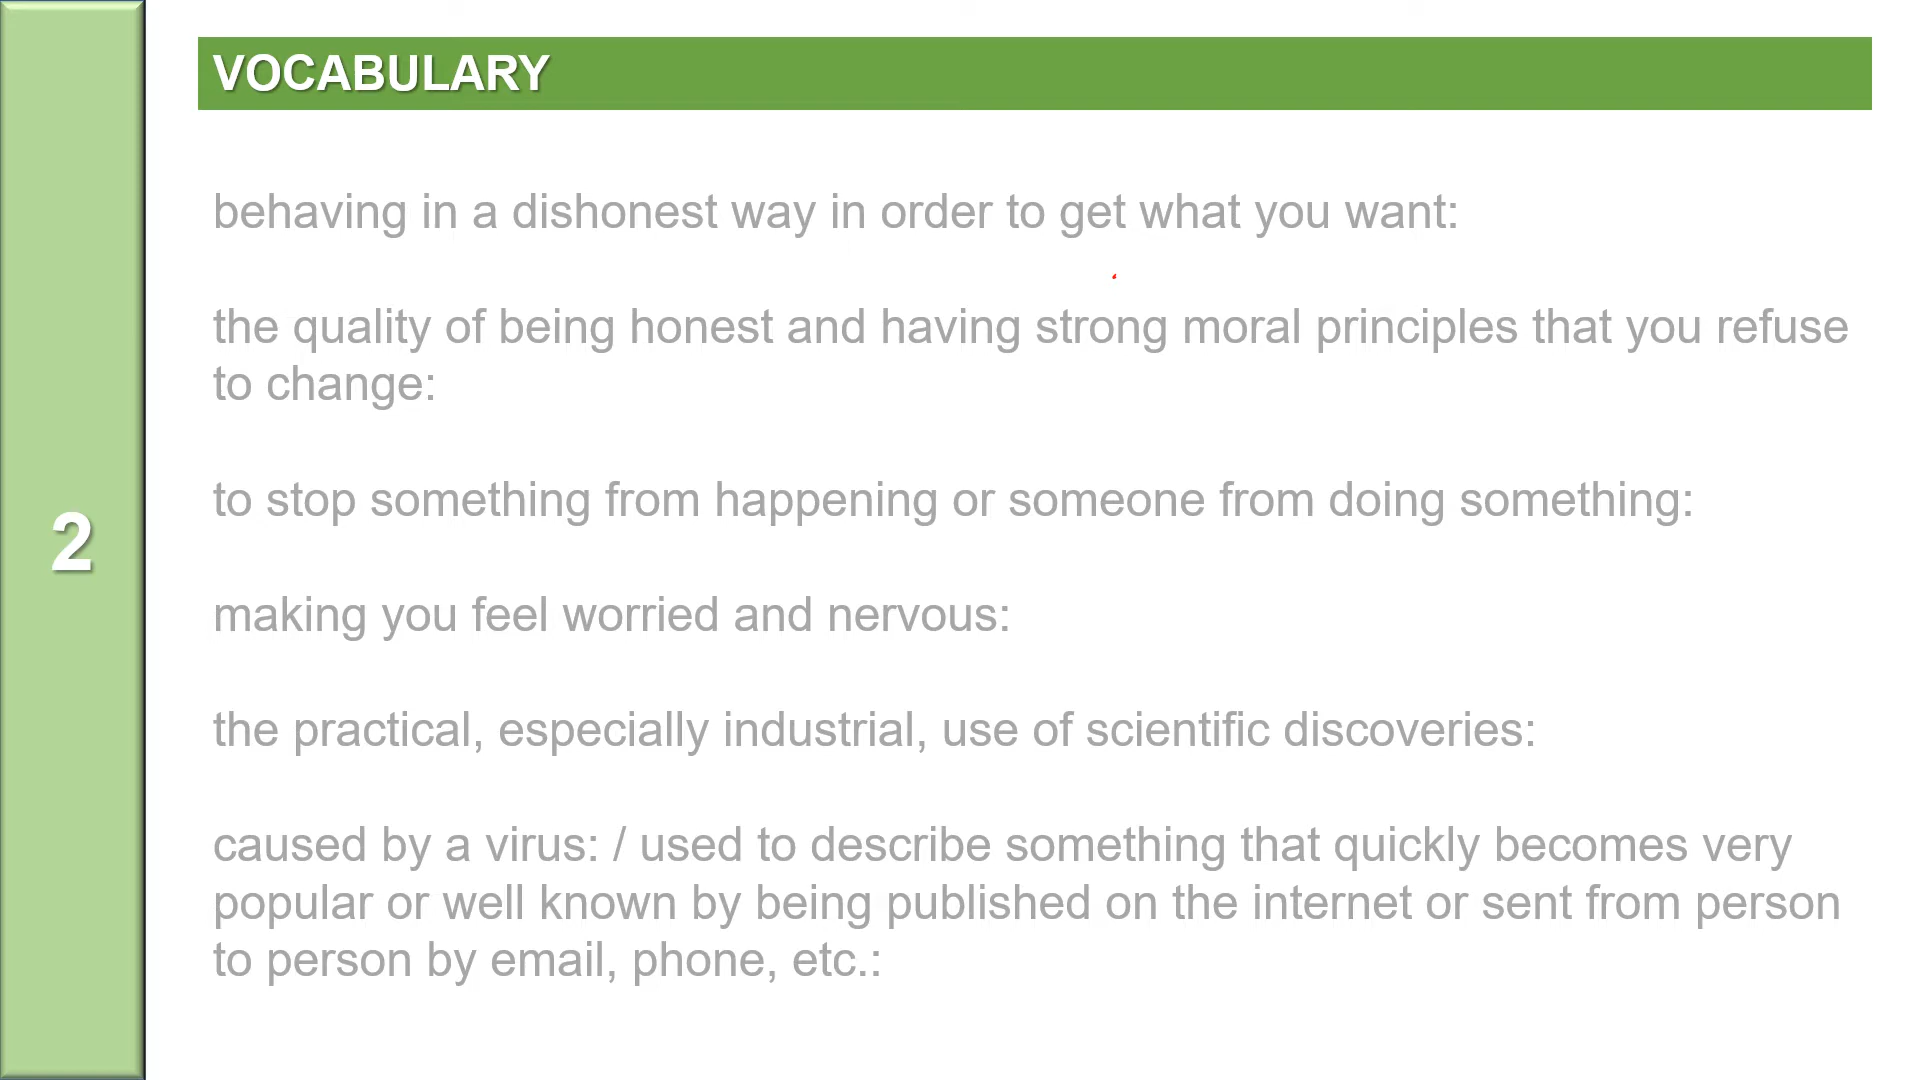 VOCABULARY
behaving in a dishonest way in order to get what you want:
the quality of being honest and having strong moral principles that you refuse
to change:
to stop something from happening or someone from doing something:
2
making you feel worried and nervous:
the practical, especially industrial, use of scientific discoveries:
caused by a virus: / used to describe something that quickly becomes very
popular or well known by being published on the internet or sent from person
to person by email, phone, etc.: